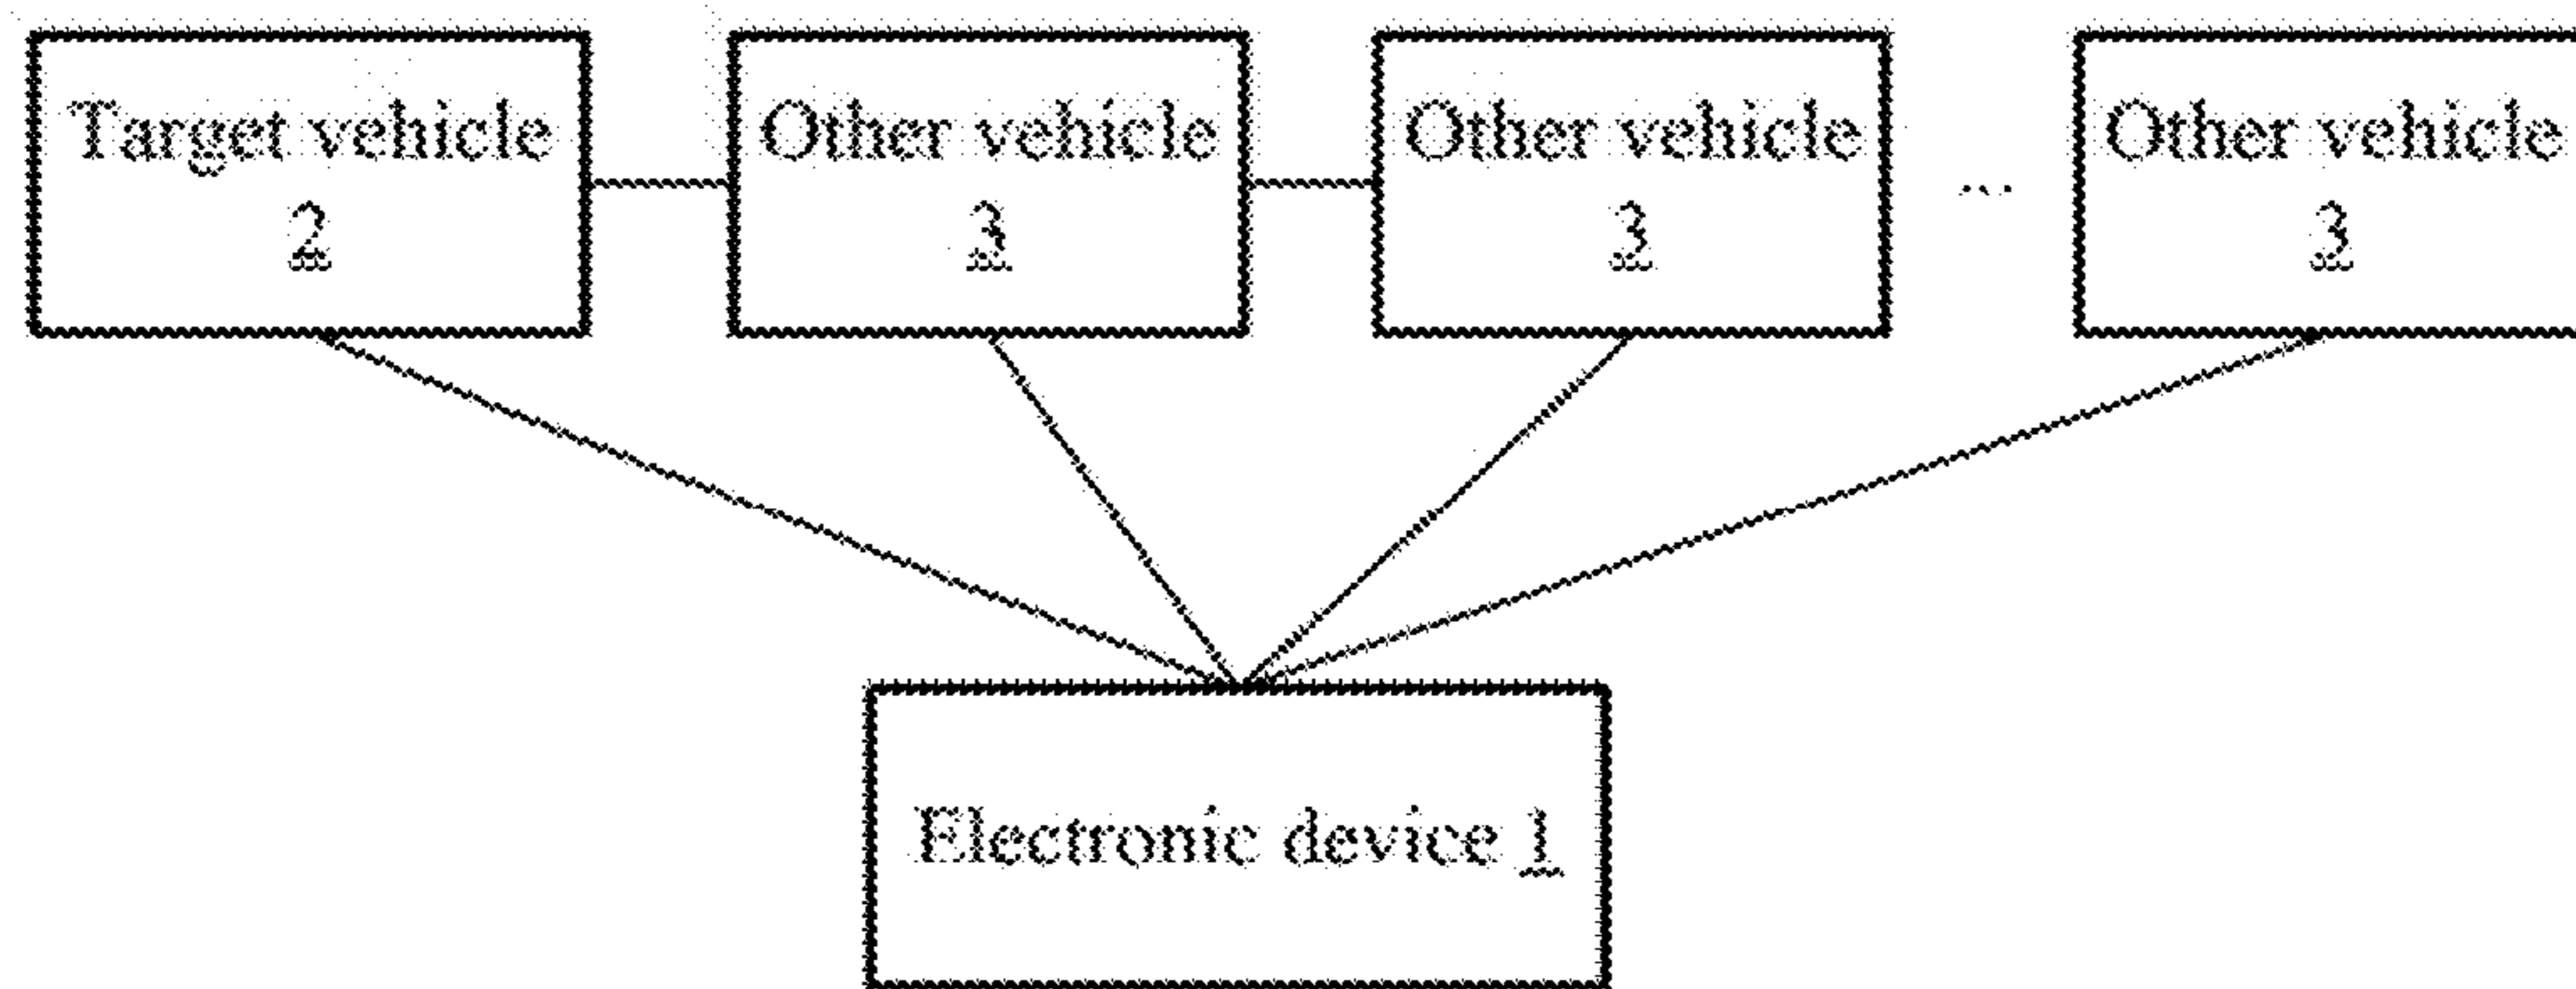 Target vehicle
2
Other vehicle
3
Other vehicle
3
...
Other vehicle
3
Electronic device 1